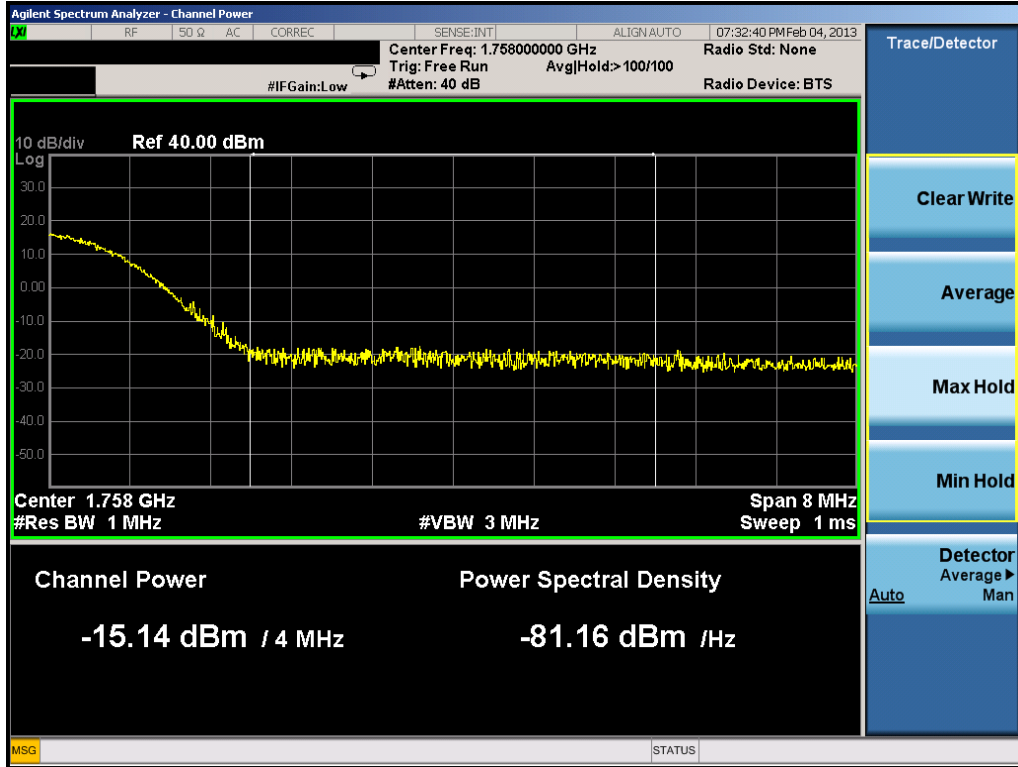 Agilent Spectrum Analyzer - Channel Power
LXI RF 50 Ω AC CORREC SENSE:INT ALIGNAUTO 07:32:40 PMFeb 04, 2013
Center Freq: 1.758000000 GHz Radio Std: None
Trig: Free Run Avg|Hold:>100/100
#IFGain:Low #Atten: 40 dB Radio Device: BTS
10 dB/div Ref 40.00 dBm
Log
30.0
20.0
10.0
0.00
-10.0
-20.0
-30.0
-40.0
-50.0
Center 1.758 GHz Span 8 MHz
#Res BW 1 MHz #VBW 3 MHz Sweep 1 ms
Channel Power Power Spectral Density
-15.14 dBm / 4 MHz -81.16 dBm /Hz
MSG STATUS
Trace/Detector
Clear Write
Average
Max Hold
Min Hold
Detector
Average▶
Auto Man